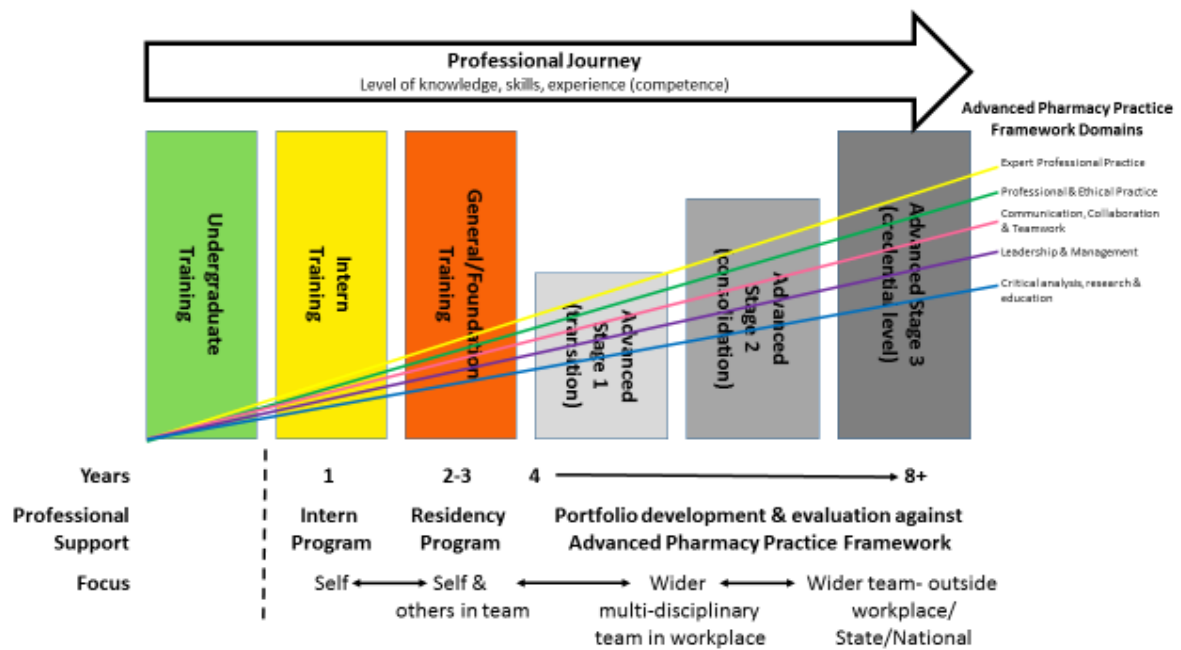 Professional Journey
Level of knowledge, skills, experience (competence)
Advanced Pharmacy Practice
Framework Domains
Expert Professional Practice
Professional & Ethical Practice
Communication, Collaboration
& Teamwork
Leadership & Management
Critical analysis, research &
education
Undergraduate
Training
Intern
Training
General/Foundation
Training
Advanced
Stage 1
(transition)
Advanced
Stage 2
(consolidation)
Advanced Stage 3
(credential level)
Years
1
2-3
4
8+
Professional
Support
Intern
Program
Residency
Program
Portfolio development & evaluation against
Advanced Pharmacy Practice Framework
Focus
Self
Self &
others in team
Wider
multi-disciplinary
team in workplace
Wider team- outside
workplace/
State/National